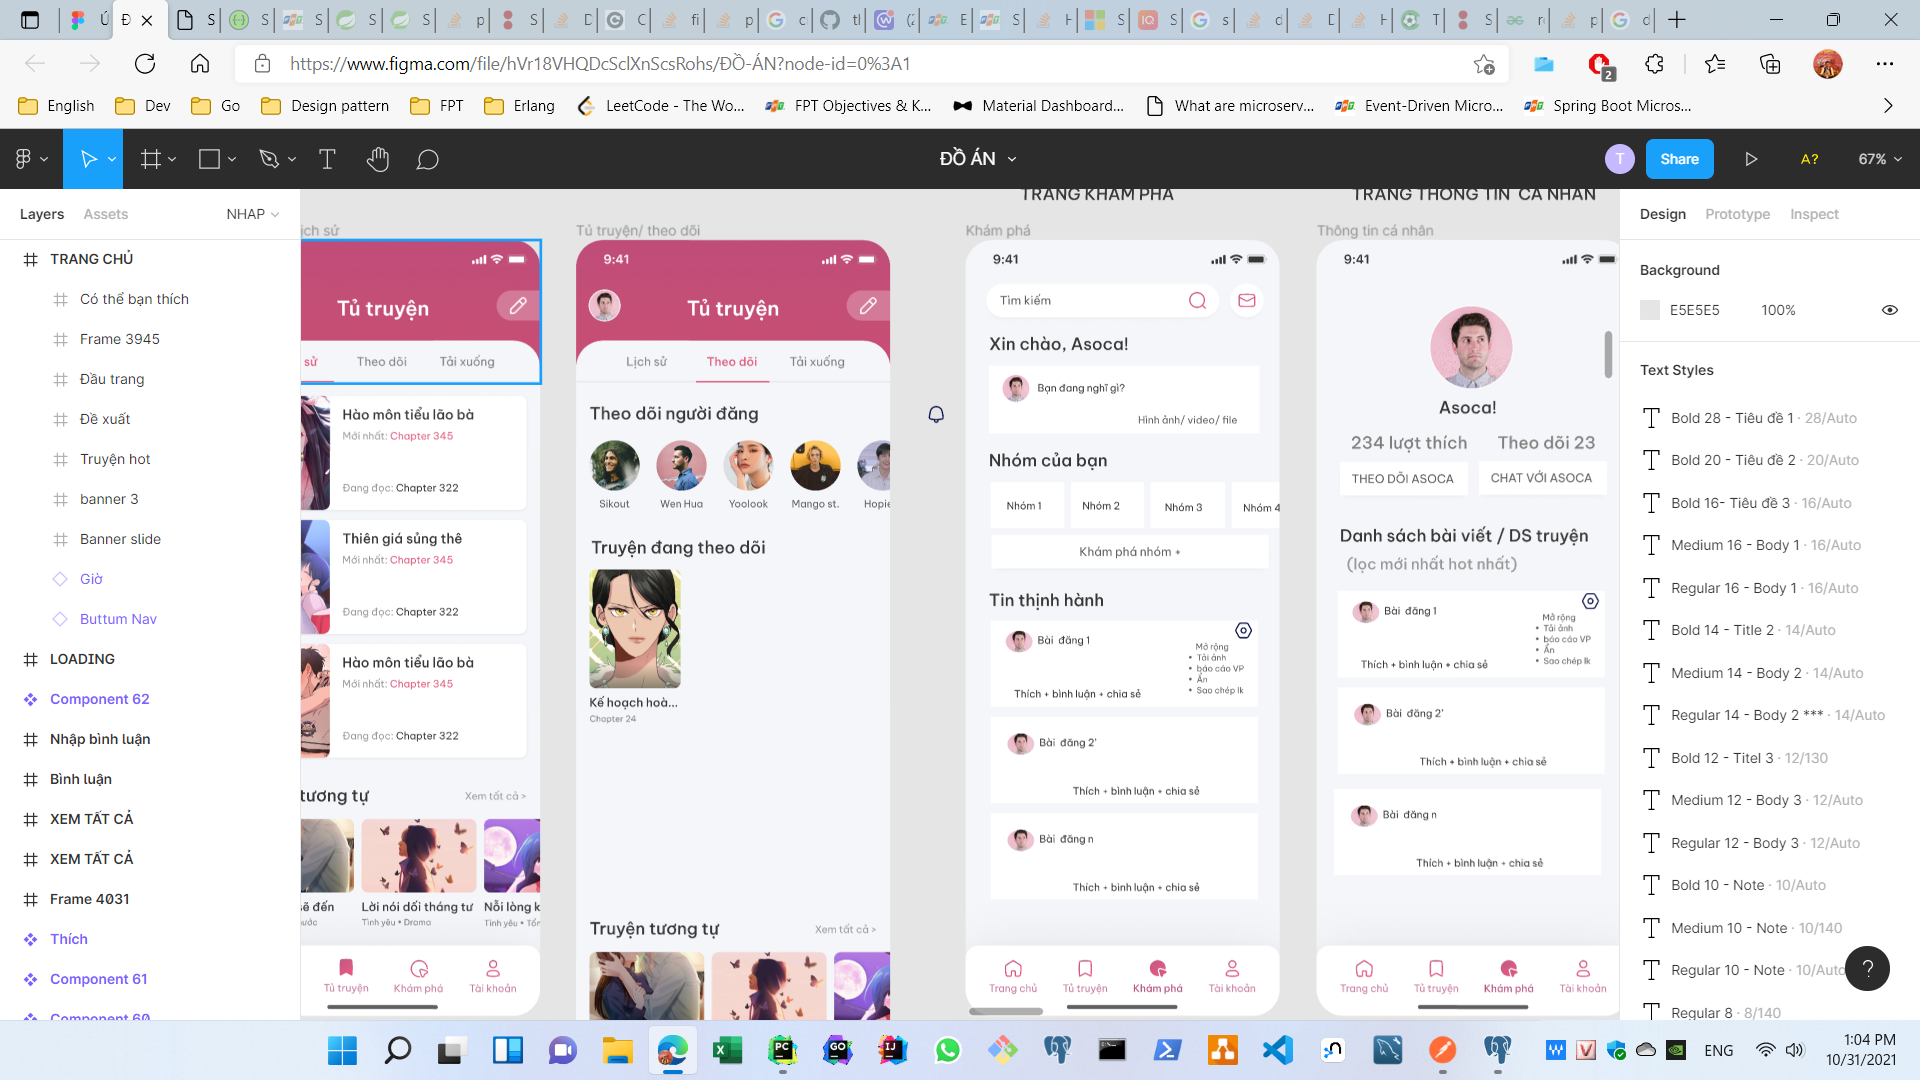 https://www.figma.com/file/hVr18VHQDcSclXnScsRohs/ĐỒ-ÁN?node-id=0%3A1
English
Dev
Go
Design pattern
FPT
Erlang
LeetCode - The Wo...
FPT Objectives & K...
Material Dashboard...
What are microserv...
Event-Driven Micro...
Spring Boot Micros...
ĐỒ ÁN
T
Share
A?
67%
Layers
Assets
NHAP
TRANG CHỦ
Có thể bạn thích
Frame 3945
Đầu trang
Đề xuất
Truyện hot
banner 3
Banner slide
Giờ
Buttum Nav
LOADING
Component 62
Nhập bình luận
Bình luận
XEM TẤT CẢ
XEM TẤT CẢ
Frame 4031
Thích
Component 61
Component 60
ịch sử
Tủ truyện
sử
Theo dõi
Tải xuống
Hào môn tiểu lão bà
Mới nhất: Chapter 345
Đang đọc: Chapter 322
Thiên giá sủng thê
Mới nhất: Chapter 345
Đang đọc: Chapter 322
Hào môn tiểu lão bà
Mới nhất: Chapter 345
Đang đọc: Chapter 322
tương tự
Xem tất cả >
sẽ đến
Lời nói dối tháng tư
Tình yêu • Drama
Nỗi lòng k
Tủ truyện
Khám phá
Tài khoản
Tủ truyện/ theo dõi
9:41
Tủ truyện
Lịch sử
Theo dõi
Tải xuống
Theo dõi người đăng
Sikout
Wen Hua
Yoolook
Mango st.
Hopie
Truyện đang theo dõi
Kế hoạch hoà...
Chapter 24
Truyện tương tự
Xem tất cả >
TRANG KHÁM PHÁ
Khám phá
9:41
Tìm kiếm
Xin chào, Asoca!
Bạn đang nghĩ gì?
Hình ảnh/ video/ file
Nhóm của bạn
Nhóm 1
Nhóm 2
Nhóm 3
Nhóm 4
Khám phá nhóm +
Tin thịnh hành
Bài đăng 1
Mở rộng
• Tải ảnh
• báo cáo VP
• Ẩn
• Sao chép lk
Thích + bình luận + chia sẻ
Bài đăng 2'
Thích + bình luận + chia sẻ
Bài đăng n
Thích + bình luận + chia sẻ
Trang chủ
Tủ truyện
Khám phá
Tài khoản
TRANG THÔNG TIN CÁ NHÂN
Thông tin cá nhân
9:41
Asoca!
234 lượt thích
Theo dõi 23
THEO DÕI ASOCA
CHAT VỚI ASOCA
Danh sách bài viết / DS truyện
(lọc mới nhất hot nhất)
Bài đăng 1
Mở rộng
• Tải ảnh
• báo cáo VP
• Ẩn
• Sao chép lk
Thích + bình luận + chia sẻ
Bài đăng 2'
Thích + bình luận + chia sẻ
Bài đăng n
Thích + bình luận + chia sẻ
Trang chủ
Tủ truyện
Khám phá
Tài khoản
Design
Prototype
Inspect
Background
E5E5E5
100%
Text Styles
Bold 28 - Tiêu đề 1 · 28/Auto
Bold 20 - Tiêu đề 2 · 20/Auto
Bold 16- Tiêu đề 3 · 16/Auto
Medium 16 - Body 1 · 16/Auto
Regular 16 - Body 1 · 16/Auto
Bold 14 - Title 2 · 14/Auto
Medium 14 - Body 2 · 14/Auto
Regular 14 - Body 2 *** · 14/Auto
Bold 12 - Titel 3 · 12/130
Medium 12 - Body 3 · 12/Auto
Regular 12 - Body 3 · 12/Auto
Bold 10 - Note · 10/Auto
Medium 10 - Note · 10/140
Regular 10 - Note · 10/Auto
Regular 8 · 8/140
?
ENG
1:04 PM
10/31/2021